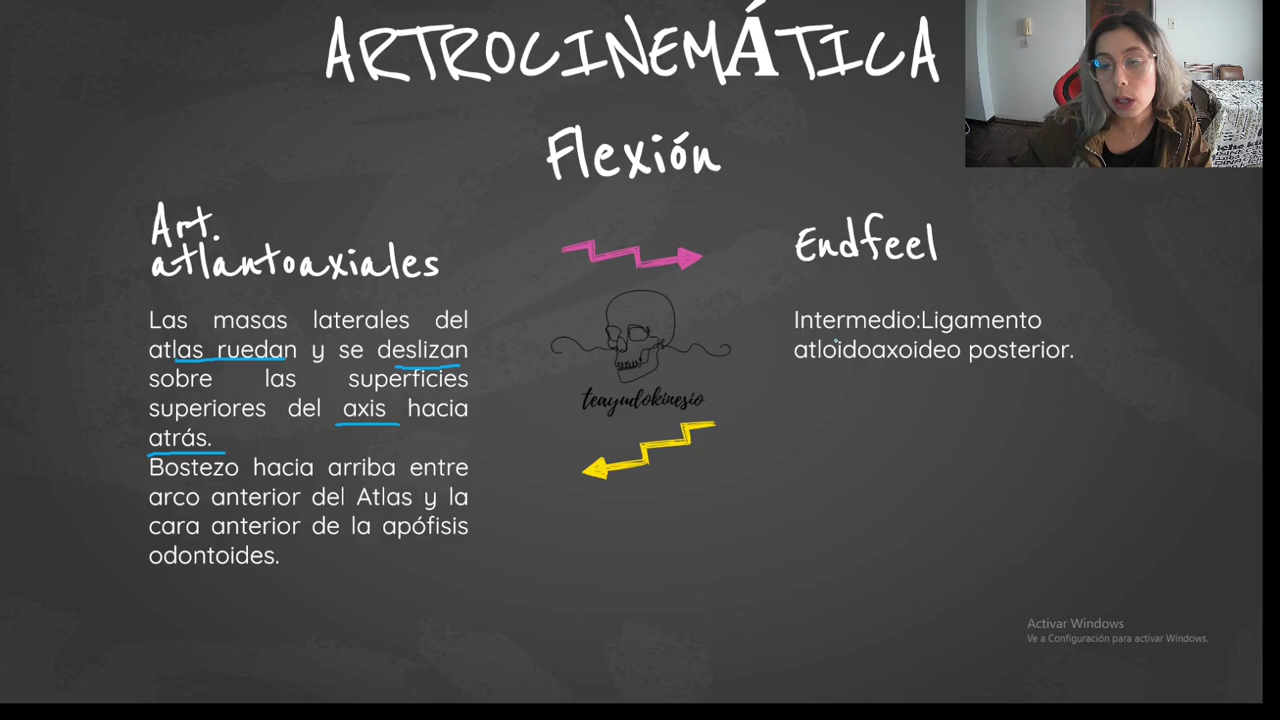 ARTROCINEMÁTICA
Flexión
Art.
atlantoaxiales
Las masas laterales del
atlas ruedan y se deslizan
sobre las superficies
superiores del axis hacia
atrás.
Bostezo hacia arriba entre
arco anterior del Atlas y la
cara anterior de la apófisis
odontoides.
teayudokinesio
Endfeel
Intermedio:Ligamento
atloidoaxoideo posterior.
Activar Windows
Ve a Configuración para activar Windows.